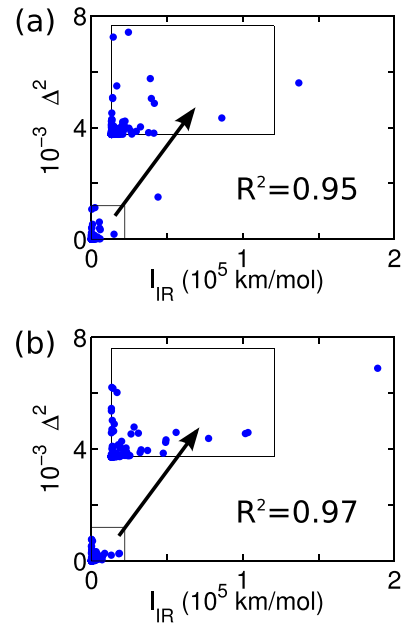 (a)
8
4
0
10⁻³ Δ²
R²=0.95
0 1 2
I_IR (10⁵ km/mol)
(b)
8
4
0
10⁻³ Δ²
R²=0.97
0 1 2
I_IR (10⁵ km/mol)